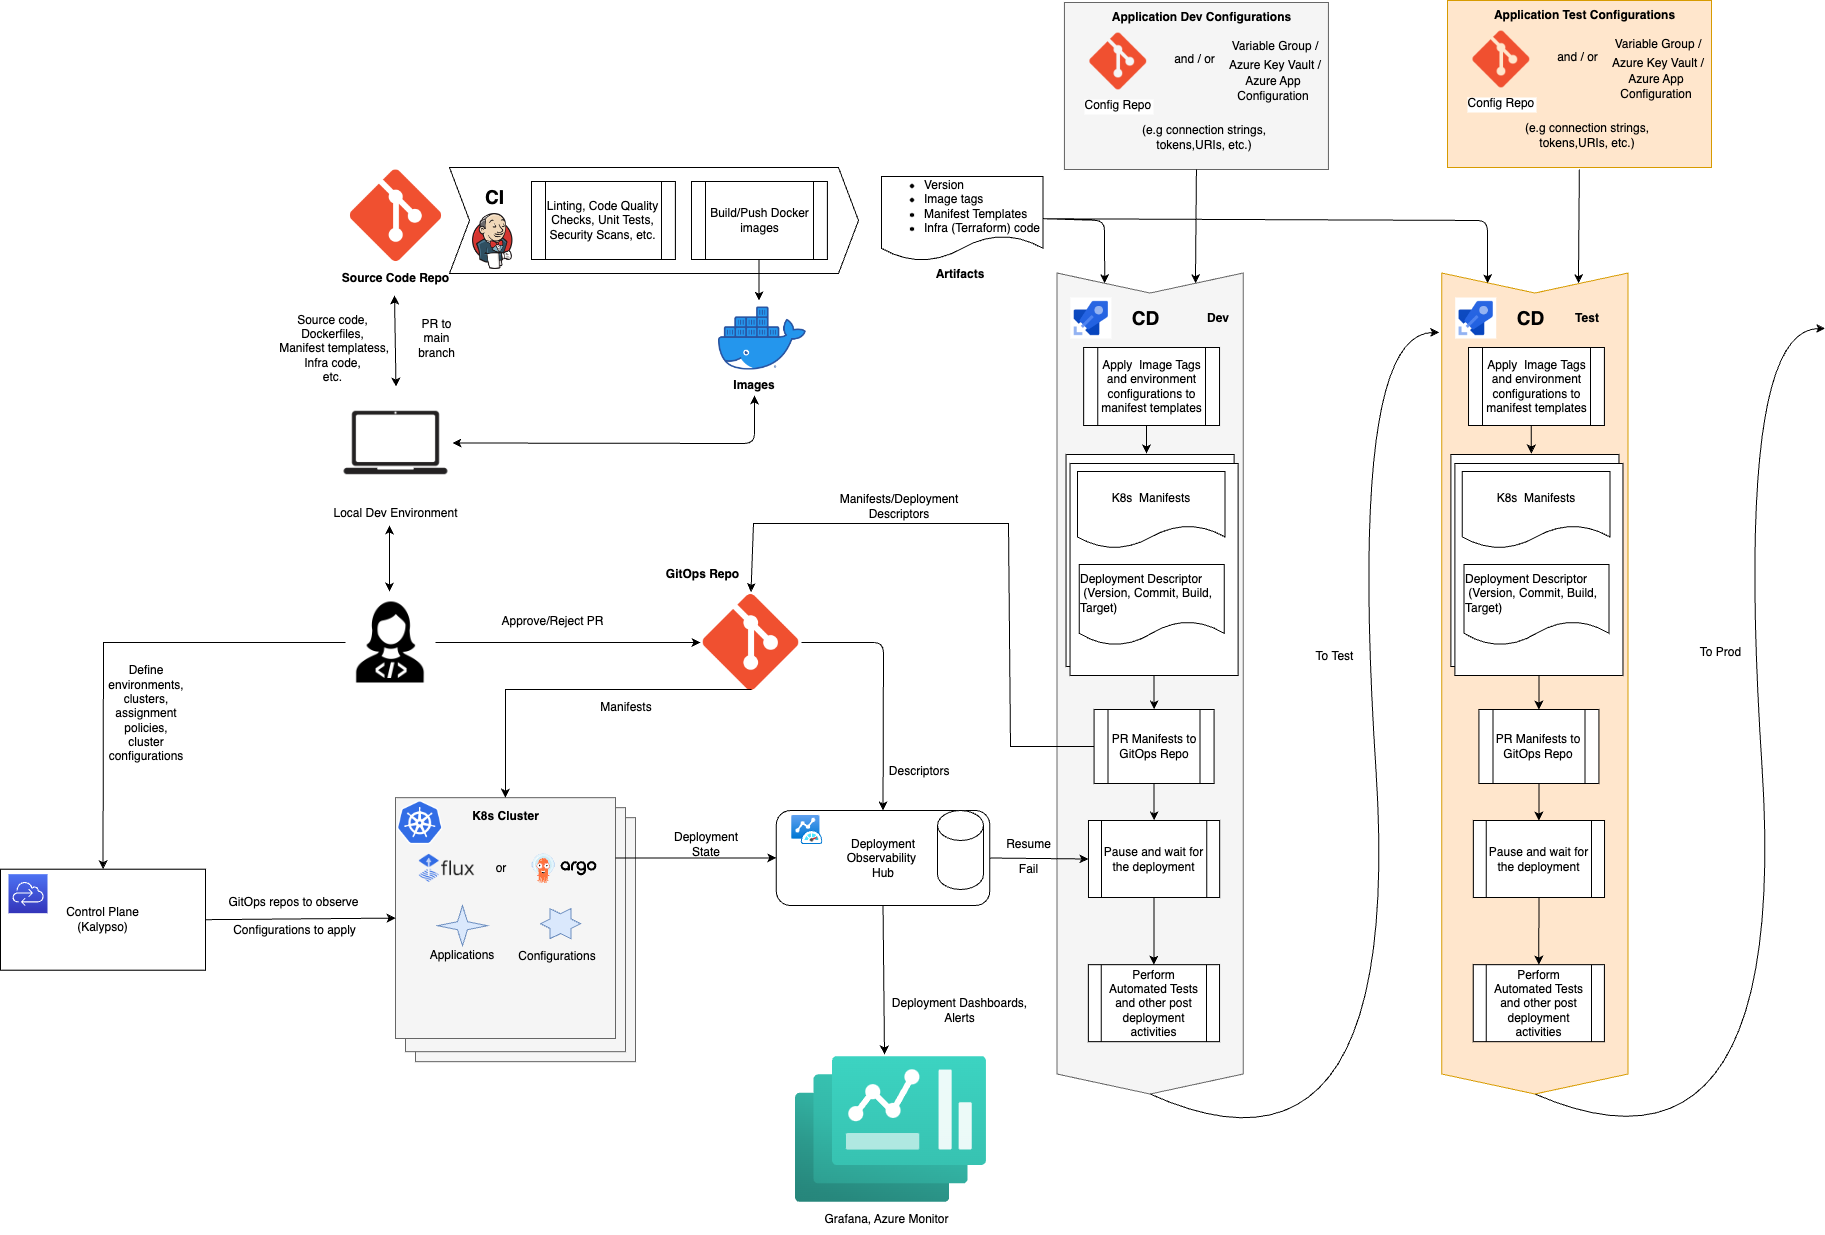 Application Dev Configurations
Config Repo
and / or
Variable Group /
Azure Key Vault /
Azure App
Configuration
(e.g connection strings,
tokens,URIs, etc.)
Application Test Configurations
Config Repo
and / or
Variable Group /
Azure Key Vault /
Azure App
Configuration
(e.g connection strings,
tokens,URIs, etc.)
Source Code Repo
CI
Linting, Code Quality
Checks, Unit Tests,
Security Scans, etc.
Build/Push Docker
images
Version
Image tags
Manifest Templates
Infra (Terraform) code
Artifacts
Source code,
Dockerfiles,
Manifest templatess,
Infra code,
etc.
PR to
main
branch
Images
Local Dev Environment
CD
Dev
Apply Image Tags
and environment
configurations to
manifest templates
K8s Manifests
Deployment Descriptor
(Version, Commit, Build,
Target)
PR Manifests to
GitOps Repo
Pause and wait for
the deployment
Perform
Automated Tests
and other post
deployment
activities
To Test
CD
Test
Apply Image Tags
and environment
configurations to
manifest templates
K8s Manifests
Deployment Descriptor
(Version, Commit, Build,
Target)
PR Manifests to
GitOps Repo
Pause and wait for
the deployment
Perform
Automated Tests
and other post
deployment
activities
To Prod
Manifests/Deployment
Descriptors
GitOps Repo
Approve/Reject PR
</>
Define
environments,
clusters,
assignment
policies,
cluster
configurations
Manifests
Descriptors
K8s Cluster
flux
or
argo
Applications
Configurations
Control Plane
(Kalypso)
GitOps repos to observe
Configurations to apply
Deployment
State
Deployment
Observability
Hub
Resume
Fail
Deployment Dashboards,
Alerts
Grafana, Azure Monitor